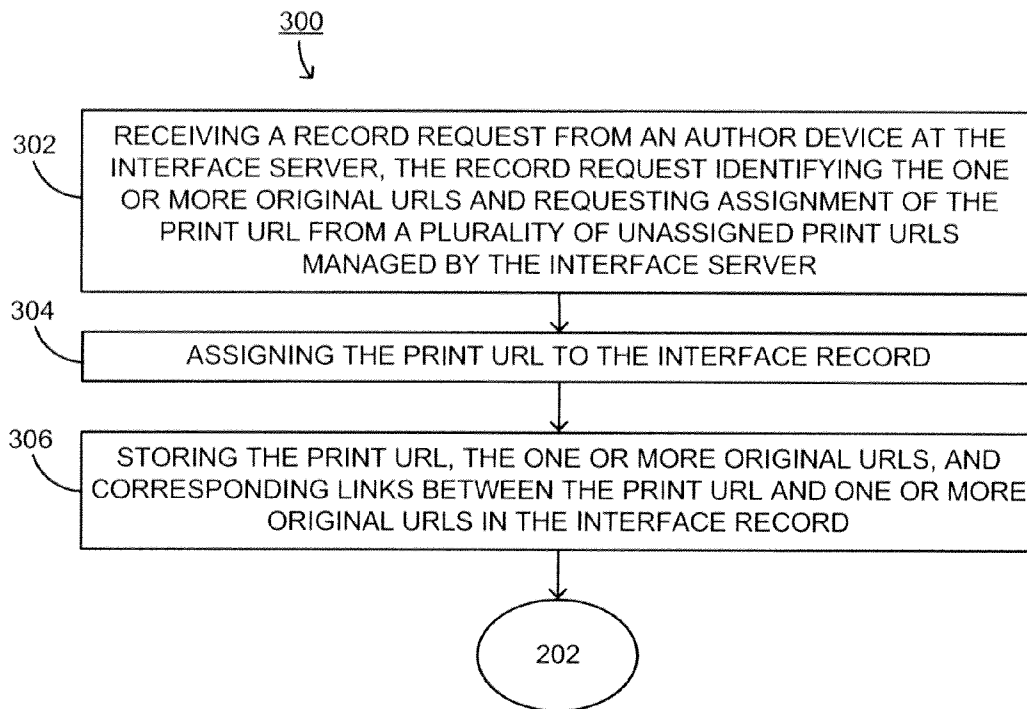 300
302
RECEIVING A RECORD REQUEST FROM AN AUTHOR DEVICE AT THE
INTERFACE SERVER, THE RECORD REQUEST IDENTIFYING THE ONE
OR MORE ORIGINAL URLS AND REQUESTING ASSIGNMENT OF THE
PRINT URL FROM A PLURALITY OF UNASSIGNED PRINT URLS
MANAGED BY THE INTERFACE SERVER
304
ASSIGNING THE PRINT URL TO THE INTERFACE RECORD
306
STORING THE PRINT URL, THE ONE OR MORE ORIGINAL URLS, AND
CORRESPONDING LINKS BETWEEN THE PRINT URL AND ONE OR MORE
ORIGINAL URLS IN THE INTERFACE RECORD
202